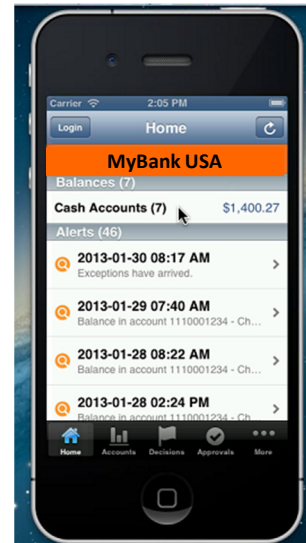 Carrier 2:05 PM
Login Home
MyBank USA
Balances (7)
Cash Accounts (7) $1,400.27
Alerts (46)
2013-01-30 08:17 AM
Exceptions have arrived.
2013-01-29 07:40 AM
Balance in account 1110001234 - Ch...
2013-01-28 08:22 AM
Balance in account 1110001234 - Ch...
2013-01-28 02:24 PM
Balance in account 1110001234 - Ch
Home Accounts Decisions Approvals More